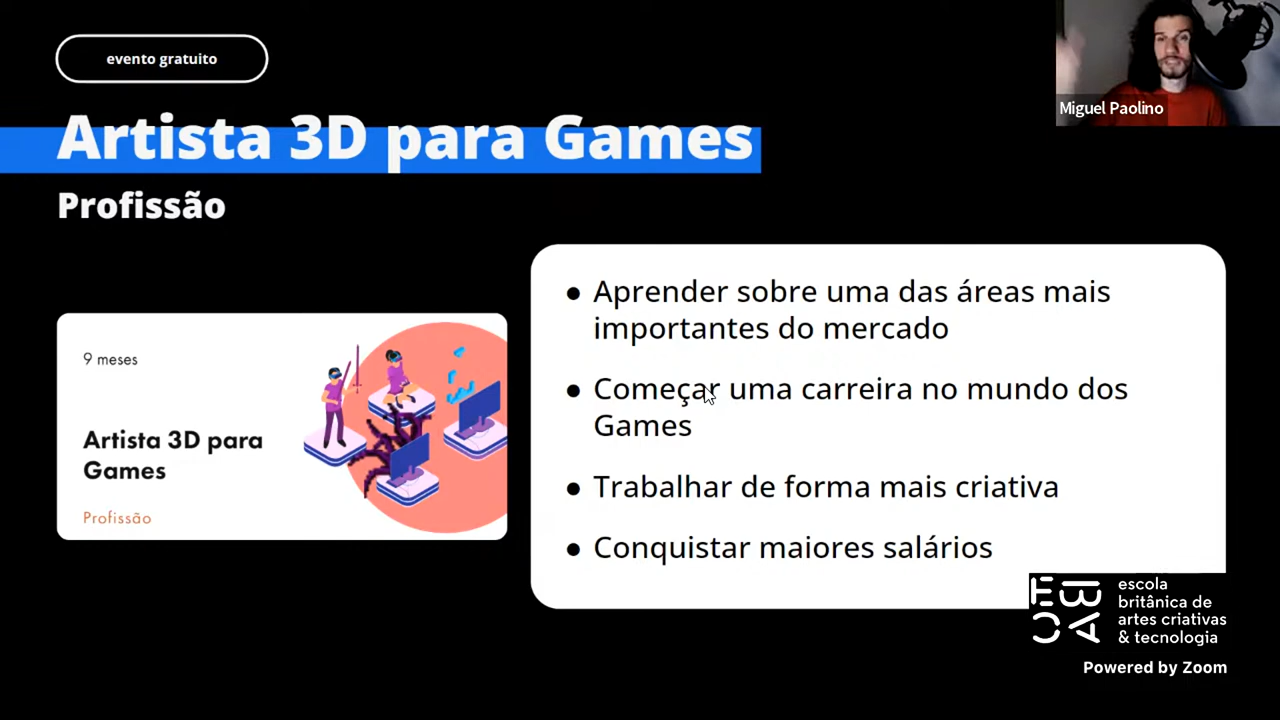 evento gratuito
Miguel Paolino
Artista 3D para Games
Profissão
9 meses
Artista 3D para
Games
Profissão
● Aprender sobre uma das áreas mais
importantes do mercado
● Começar uma carreira no mundo dos
Games
● Trabalhar de forma mais criativa
● Conquistar maiores salários
escola
britânica de
artes criativas
& tecnologia
Powered by Zoom